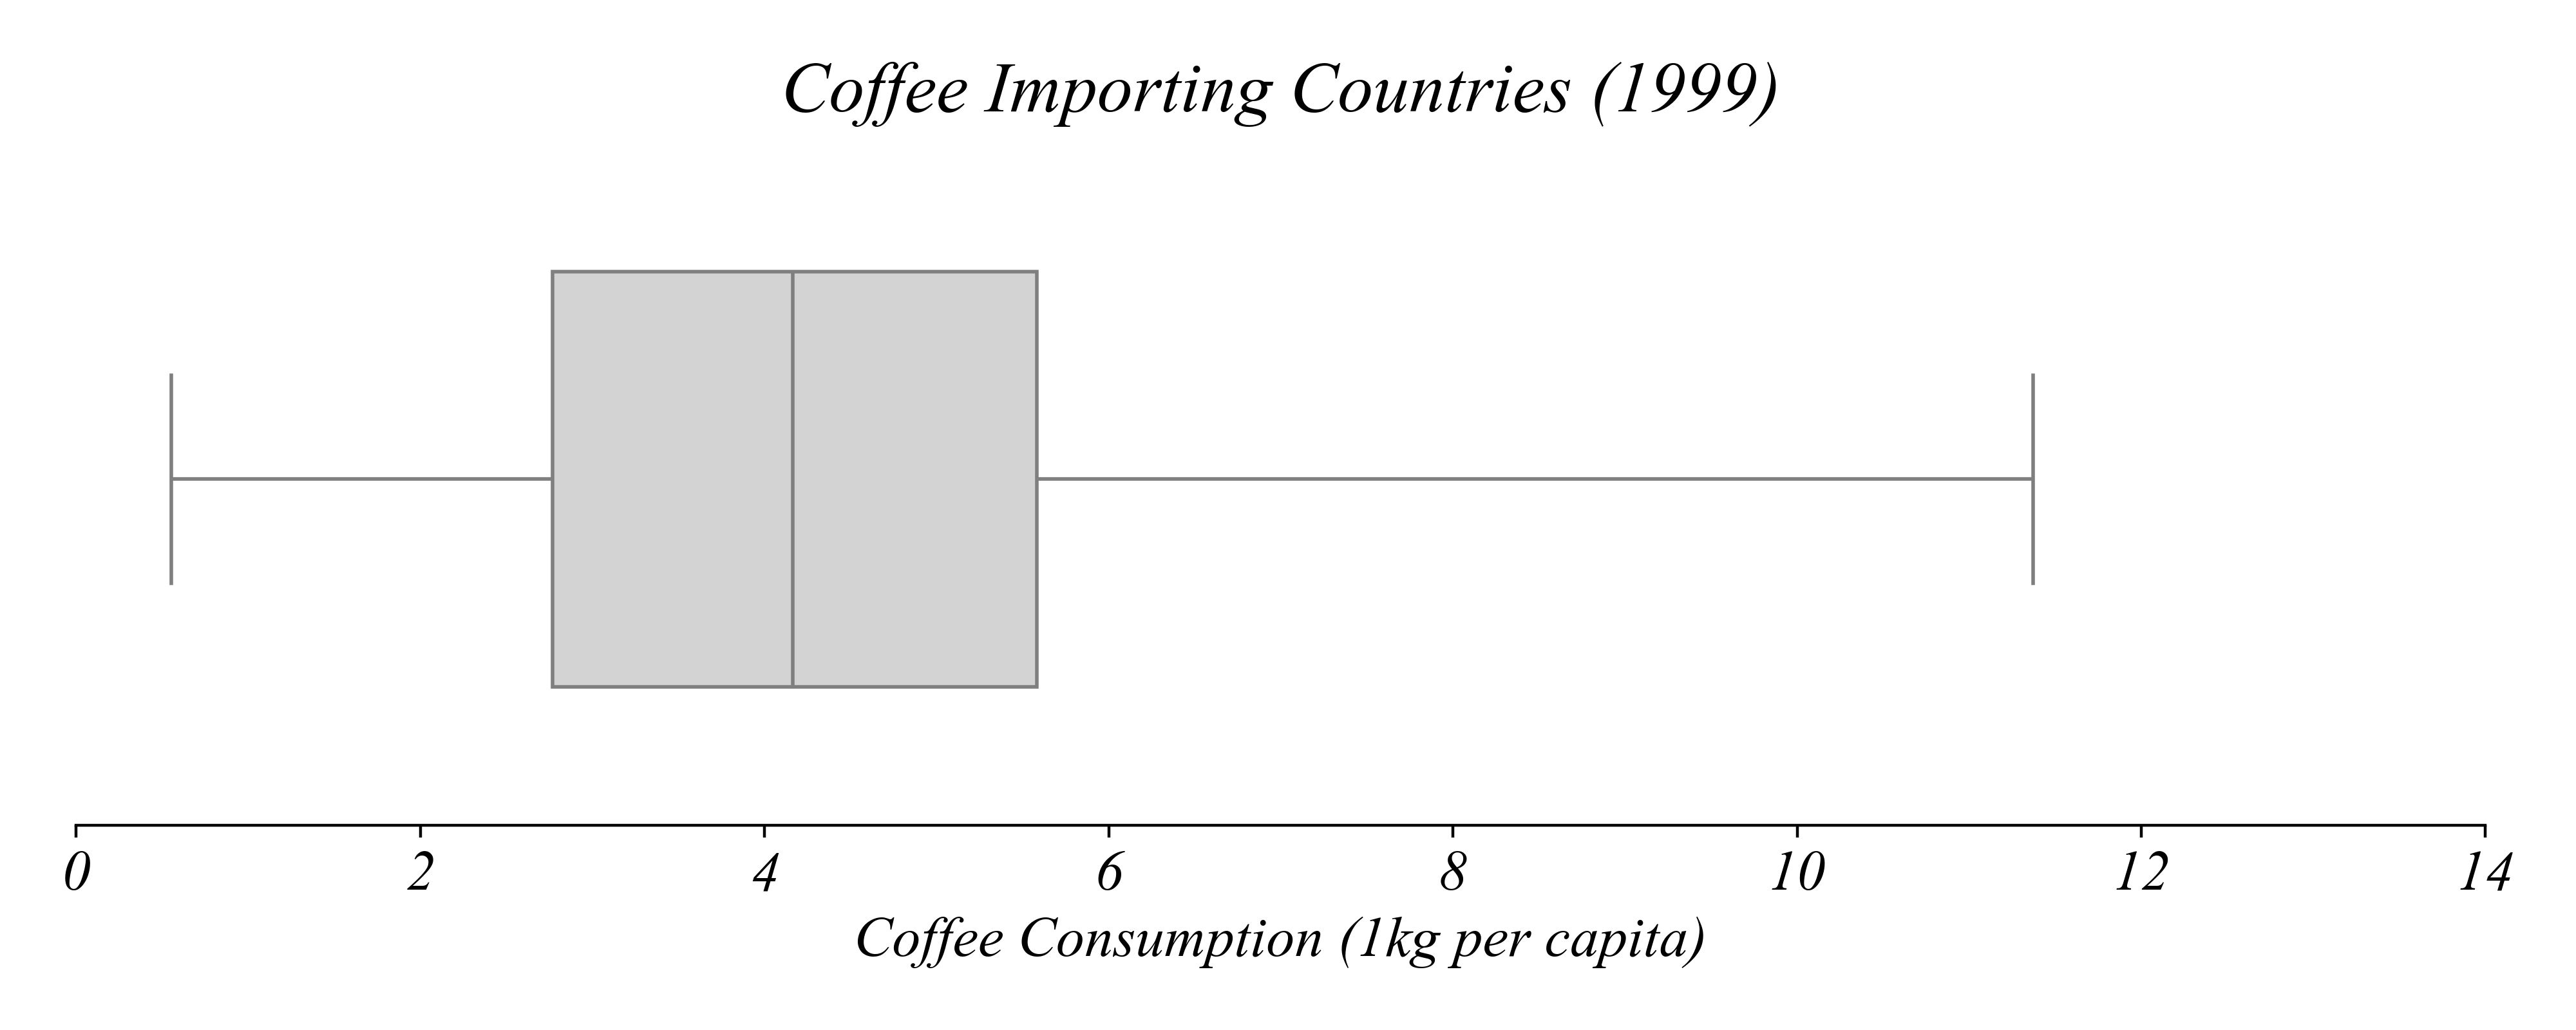 Coffee Importing Countries (1999)
0 2 4 6 8 10 12 14
Coffee Consumption (1kg per capita)